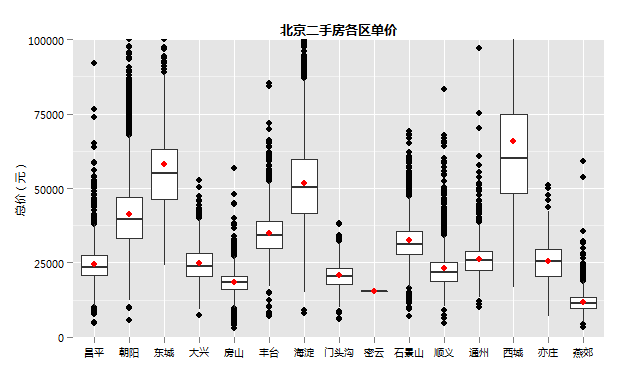 北京二手房各区单价
总价（元）
100000
75000
50000
25000
0
昌平 朝阳 东城 大兴 房山 丰台 海淀 门头沟 密云 石景山 顺义 通州 西城 亦庄 燕郊